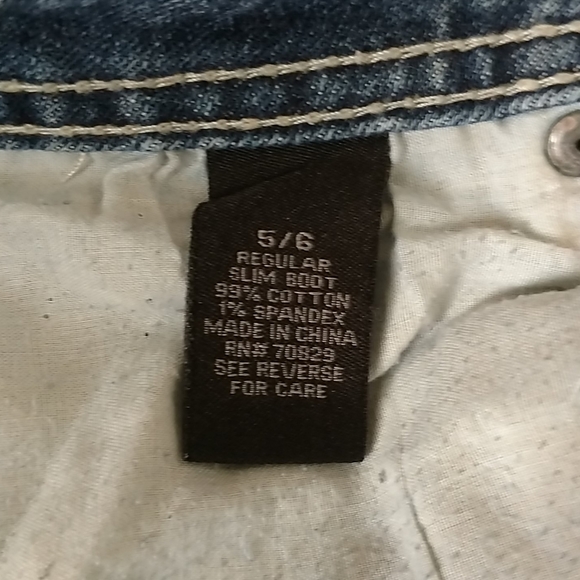 5/6
REGULAR
SLIM BOOT
99% COTTON
1% SPANDEX
MADE IN CHINA
RN# 70829
SEE REVERSE
FOR CARE